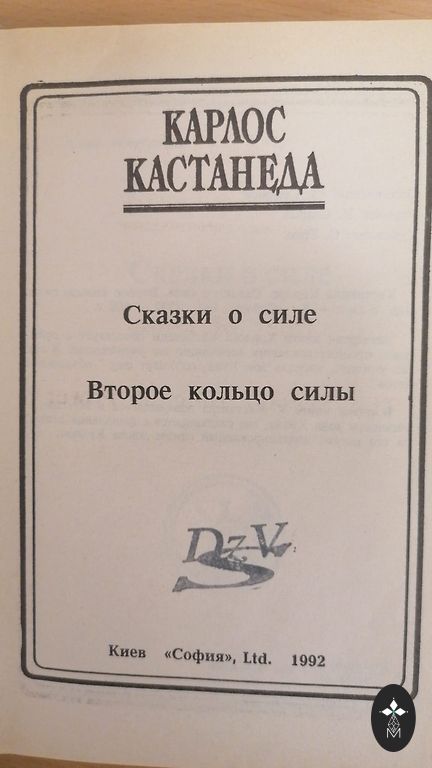 КАРЛОС
КАСТАНЕДА
Сказки о силе
Второе кольцо силы
Киев «София», Ltd. 1992